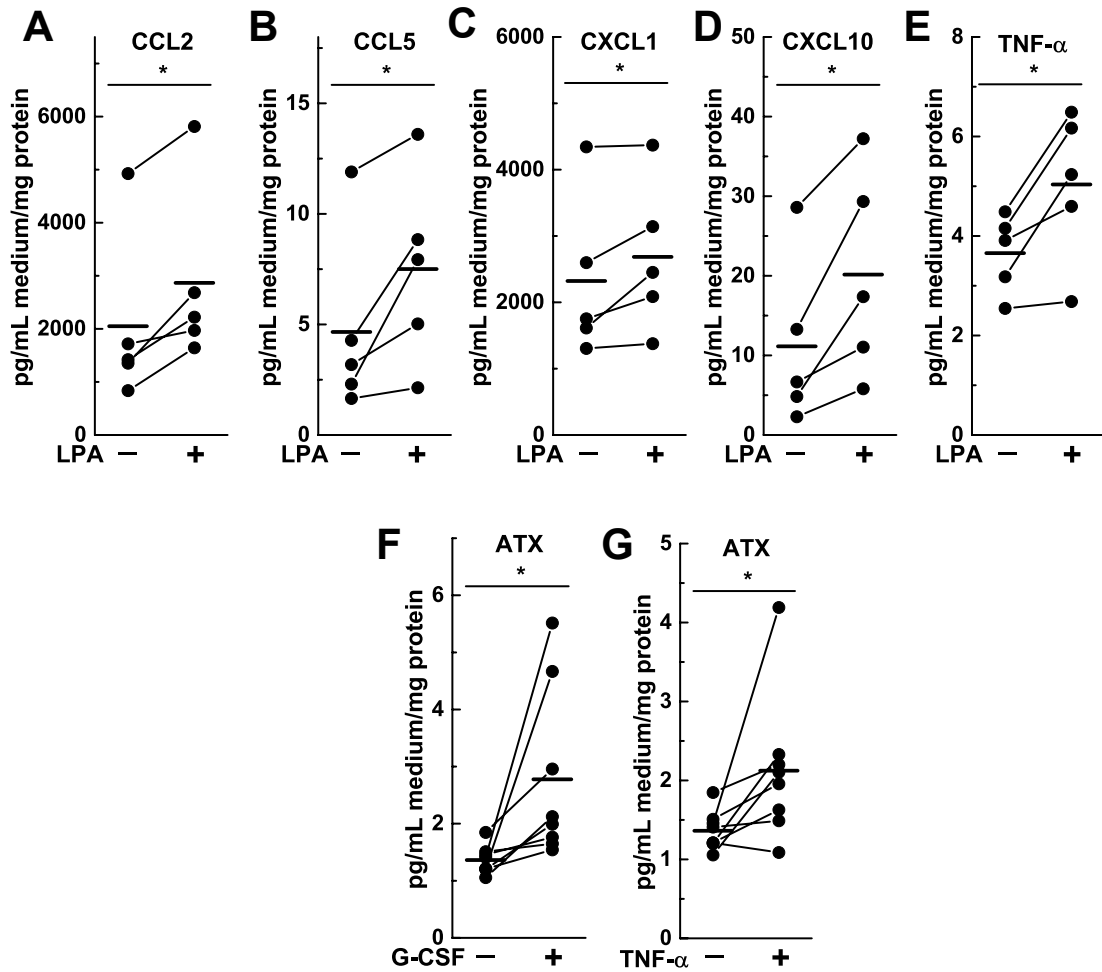 A
CCL2
*
pg/mL medium/mg protein
6000
4000
2000
0
LPA − +
B
CCL5
*
pg/mL medium/mg protein
15
10
5
0
LPA − +
C
CXCL1
*
pg/mL medium/mg protein
6000
4000
2000
0
LPA − +
D
CXCL10
*
pg/mL medium/mg protein
50
40
30
20
10
0
LPA − +
E
TNF-α
*
pg/mL medium/mg protein
8
6
4
2
0
LPA − +
F
ATX
*
pg/mL medium/mg protein
6
4
2
0
G-CSF − +
G
ATX
*
pg/mL medium/mg protein
5
4
3
2
1
0
TNF-α − +